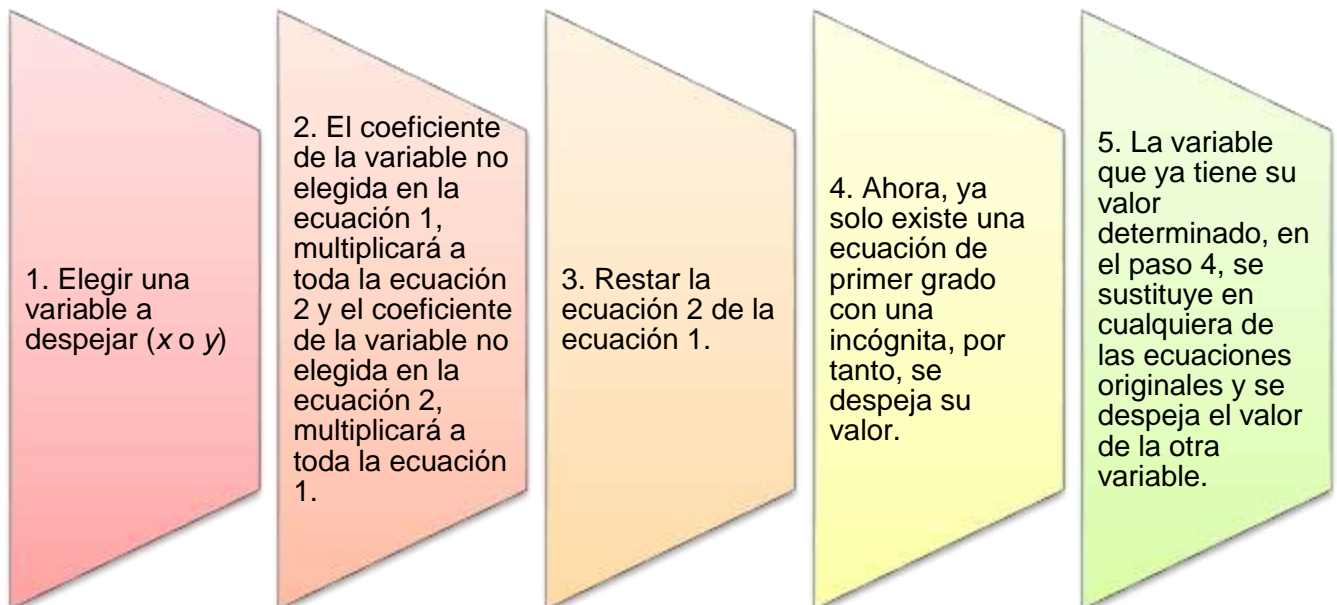 1. Elegir una
variable a
despejar (x o y)
2. El coeficiente
de la variable no
elegida en la
ecuación 1,
multiplicará a
toda la ecuación
2 y el coeficiente
de la variable no
elegida en la
ecuación 2,
multiplicará a
toda la ecuación
1.
3. Restar la
ecuación 2 de la
ecuación 1.
4. Ahora, ya
solo existe una
ecuación de
primer grado
con una
incógnita, por
tanto, se
despeja su
valor.
5. La variable
que ya tiene su
valor
determinado, en
el paso 4, se
sustituye en
cualquiera de
las ecuaciones
originales y se
despeja el valor
de la otra
variable.